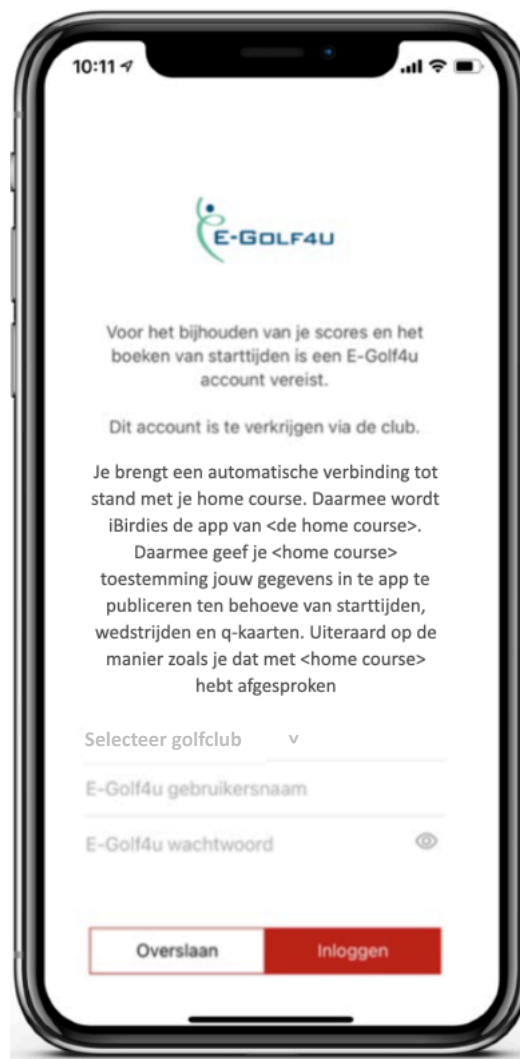 10:11
E-GOLF4U
Voor het bijhouden van je scores en het
boeken van starttijden is een E-Golf4u
account vereist.
Dit account is te verkrijgen via de club.
Je brengt een automatische verbinding tot
stand met je home course. Daarmee wordt
iBirdies de app van <de home course>.
Daarmee geef je <home course>
toestemming jouw gegevens in te app te
publiceren ten behoeve van starttijden,
wedstrijden en q-kaarten. Uiteraard op de
manier zoals je dat met <home course>
hebt afgesproken
Selecteer golfclub v
E-Golf4u gebruikersnaam
E-Golf4u wachtwoord
Overslaan Inloggen